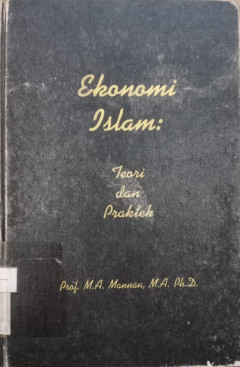 Ekonomi
Islam:
Teori
dan
Praktek
Prof. M.A. Mannan, M.A. Ph.D.